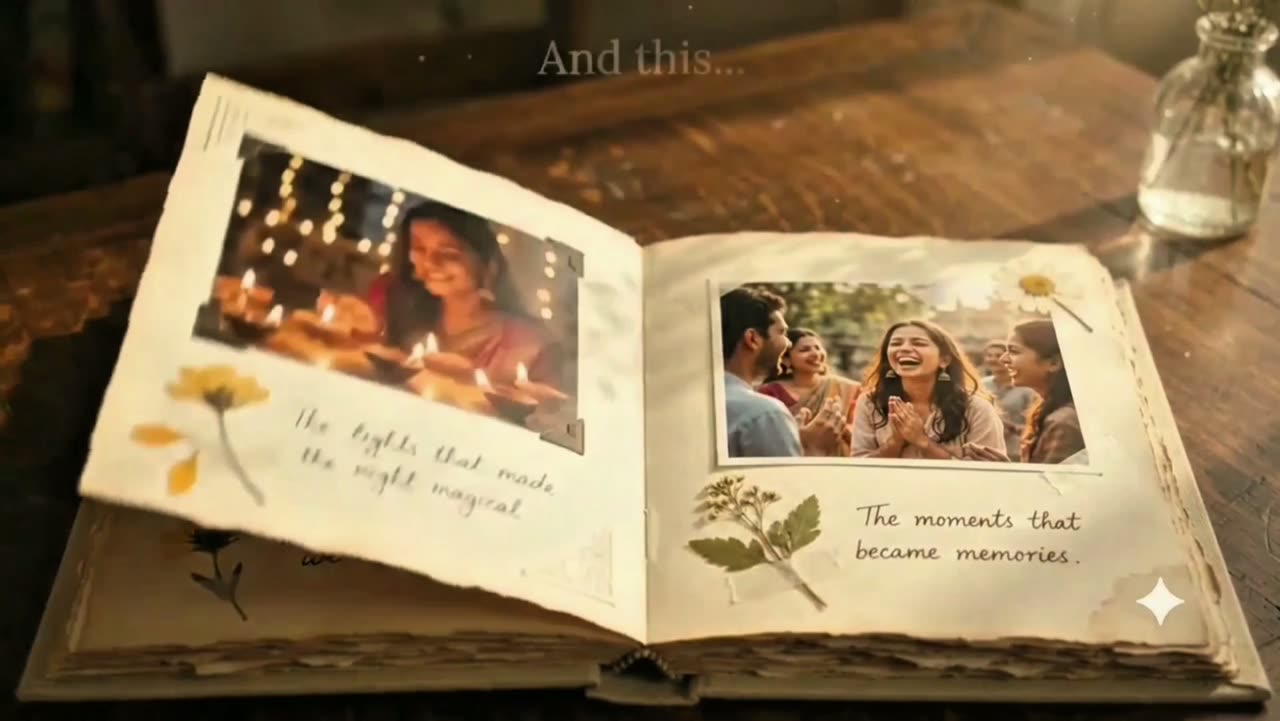 And this...
The lights that made
the night magical
The moments that
became memories.